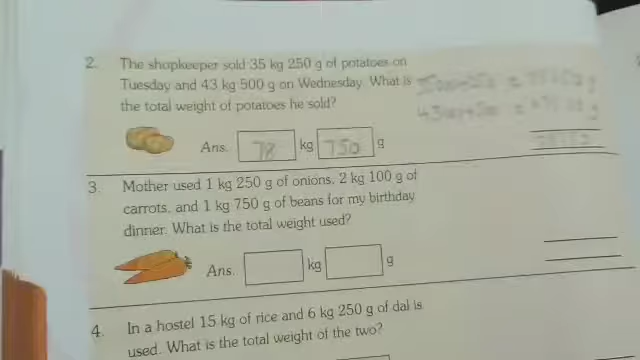 2. The shopkeeper sold 35 kg 250 g of potatoes on
Tuesday and 43 kg 500 g on Wednesday. What is
the total weight of potatoes he sold?
Ans. 78 kg 750 g
3. Mother used 1 kg 250 g of onions, 2 kg 100 g of
carrots, and 1 kg 750 g of beans for my birthday
dinner. What is the total weight used?
Ans. kg g
4. In a hostel 15 kg of rice and 6 kg 250 g of dal is
used. What is the total weight of the two?